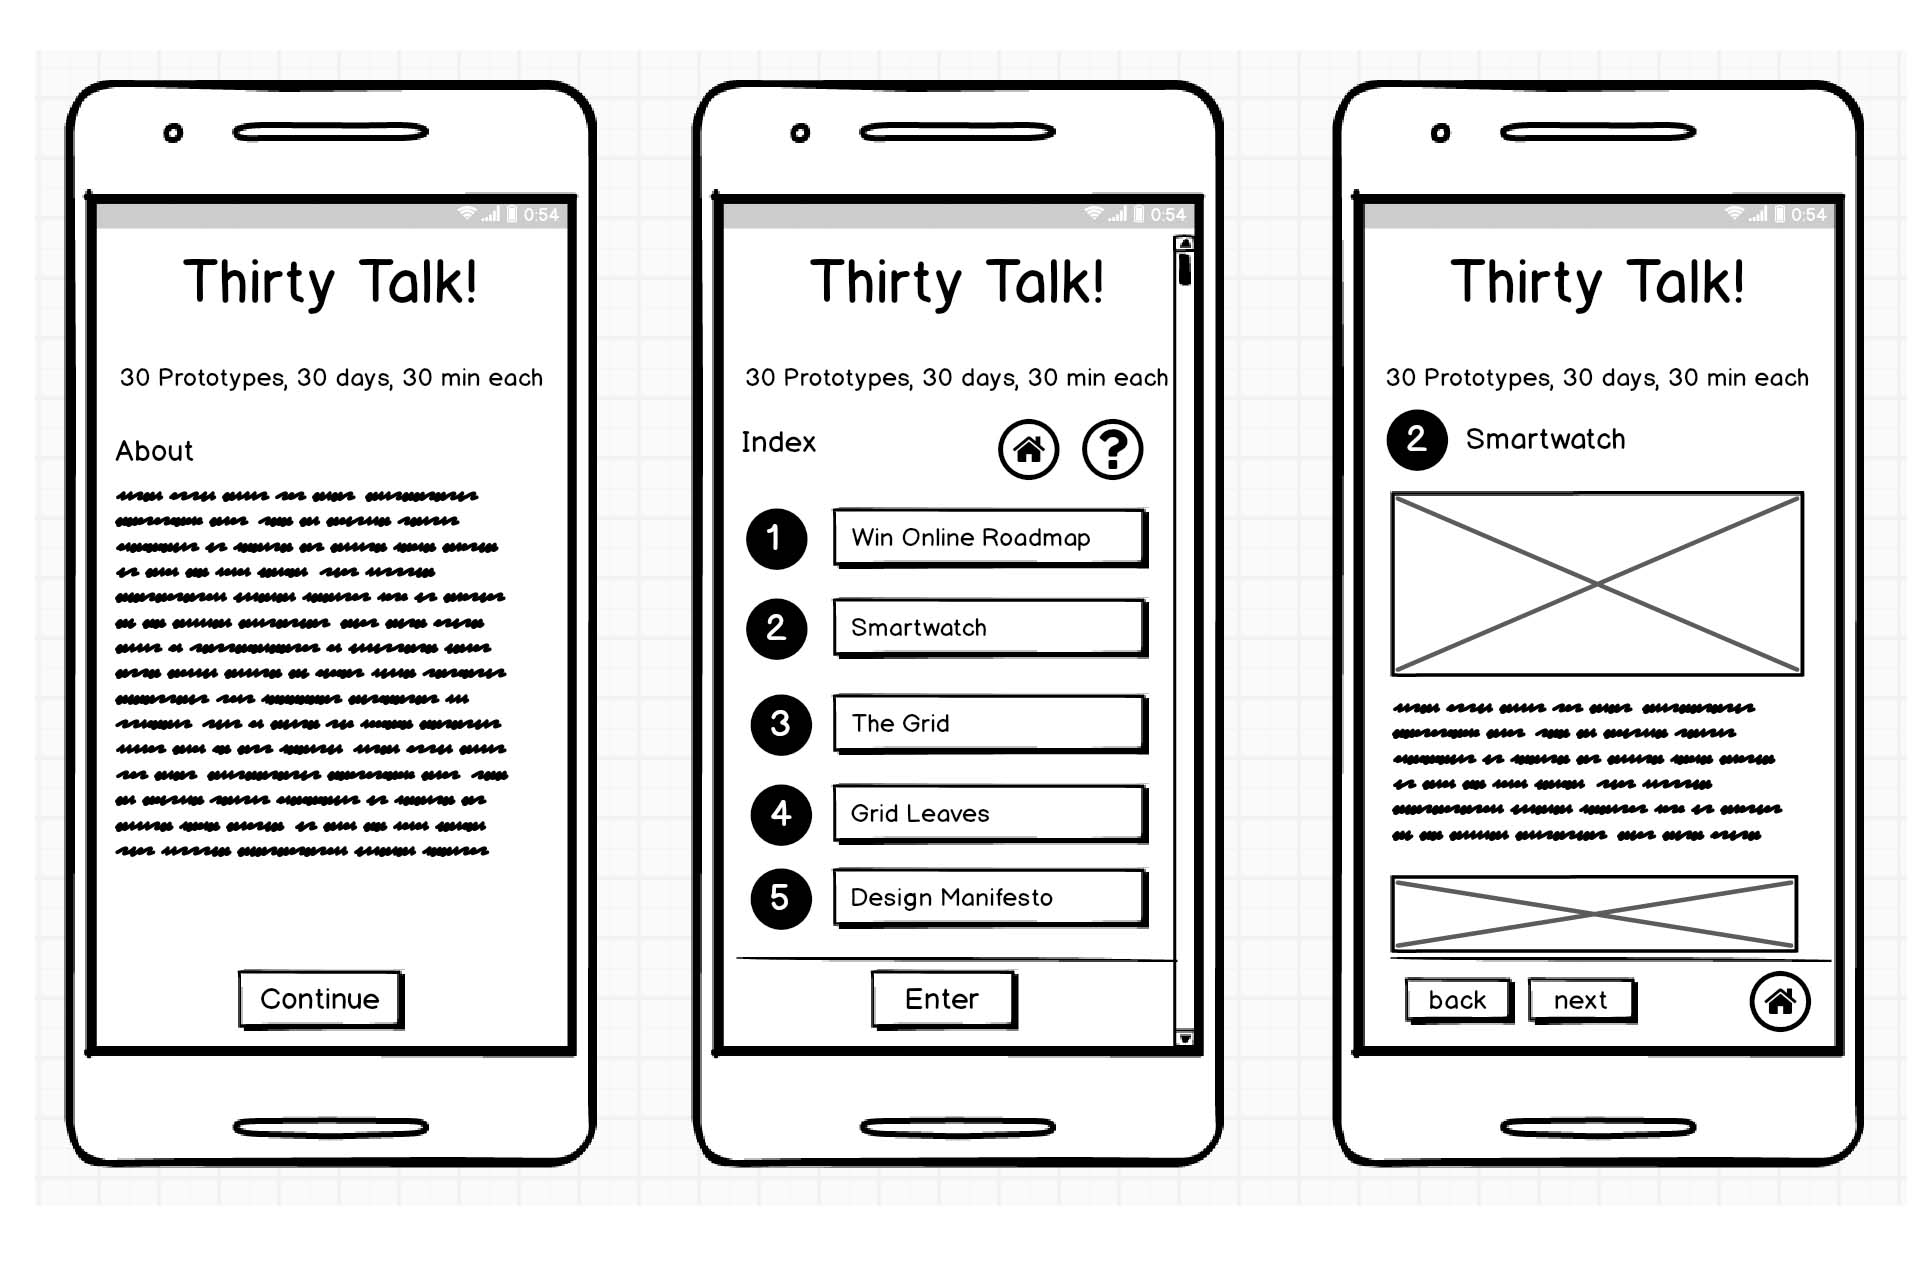 0:54
Thirty Talk!
30 Prototypes, 30 days, 30 min each
About
Continue
0:54
Thirty Talk!
30 Prototypes, 30 days, 30 min each
Index
?
1 Win Online Roadmap
2 Smartwatch
3 The Grid
4 Grid Leaves
5 Design Manifesto
Enter
0:54
Thirty Talk!
30 Prototypes, 30 days, 30 min each
2 Smartwatch
back next